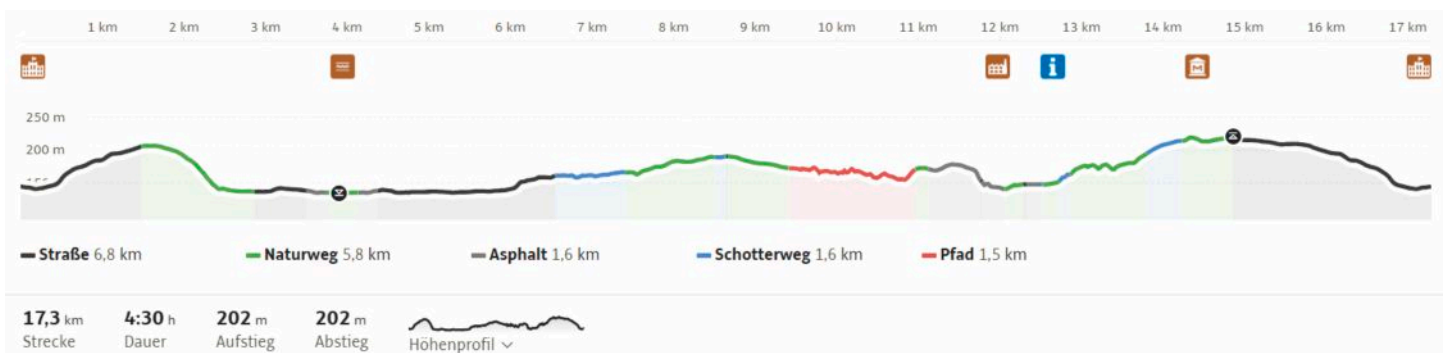 1 km 2 km 3 km 4 km 5 km 6 km 7 km 8 km 9 km 10 km 11 km 12 km 13 km 14 km 15 km 16 km 17 km
250 m
200 m
Straße 6,8 km Naturweg 5,8 km Asphalt 1,6 km Schotterweg 1,6 km Pfad 1,5 km
17,3 km 4:30 h 202 m 202 m
Strecke Dauer Aufstieg Abstieg Höhenprofil